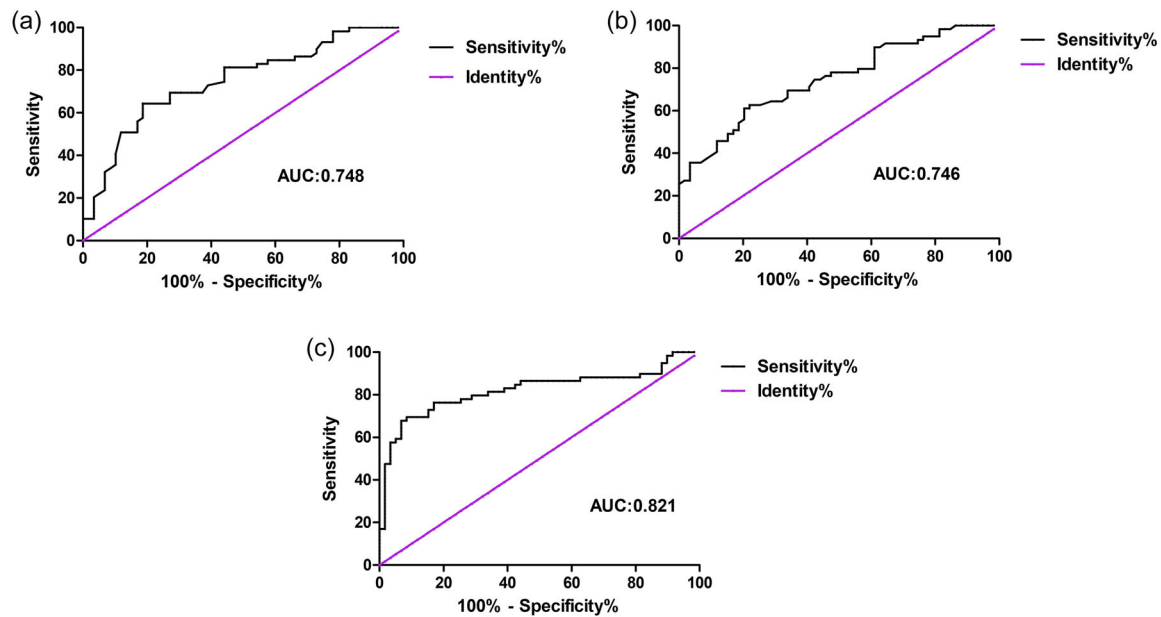 (a)
100
80
60
40
20
0
Sensitivity
0 20 40 60 80 100
100% - Specificity%
Sensitivity%
Identity%
AUC:0.748
(b)
100
80
60
40
20
0
Sensitivity
0 20 40 60 80 100
100% - Specificity%
Sensitivity%
Identity%
AUC:0.746
(c)
100
80
60
40
20
0
Sensitivity
0 20 40 60 80 100
100% - Specificity%
Sensitivity%
Identity%
AUC:0.821